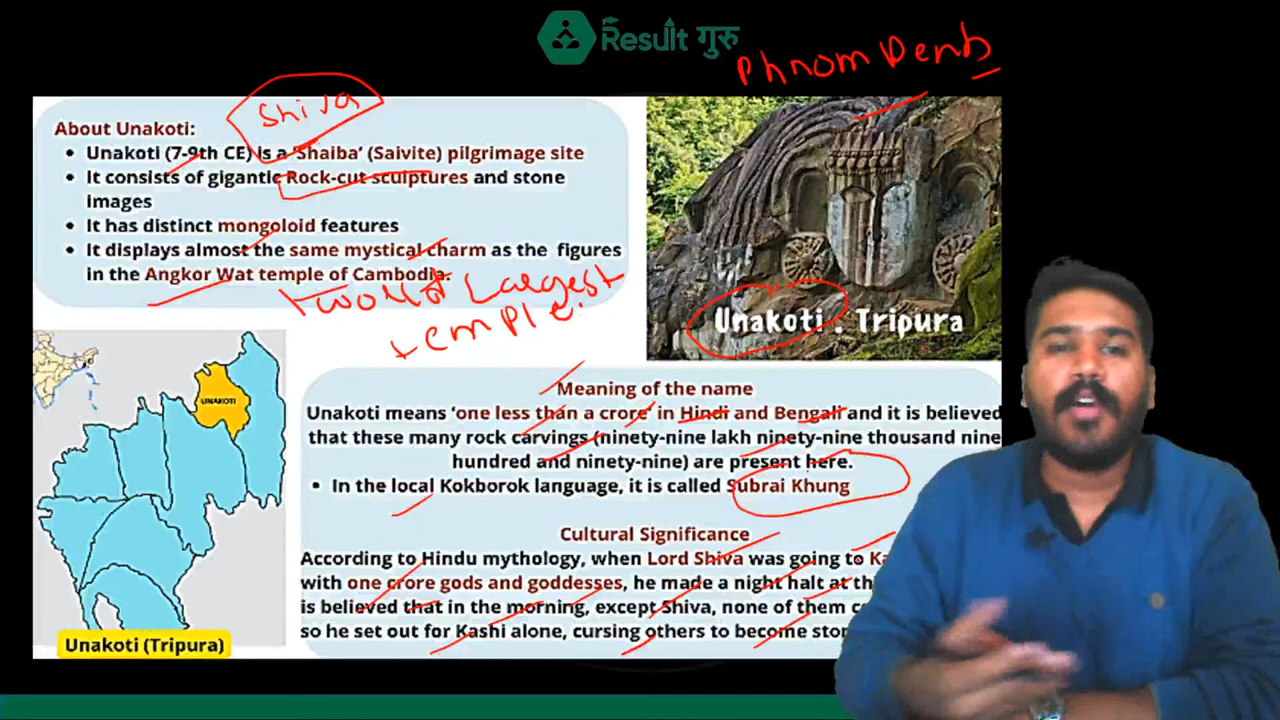 Result गुरु
Phnom Denb
Shiva
About Unakoti:
• Unakoti (7-9th CE) is a ‘Shaiba’ (Saivite) pilgrimage site
• It consists of gigantic Rock-cut sculptures and stone
images
• It has distinct mongoloid features
• It displays almost the same mystical charm as the figures
in the Angkor Wat temple of Cambodia.
world Largest
temple.
Unakoti , Tripura
UNAKOTI
Unakoti (Tripura)
Meaning of the name
Unakoti means ‘one less than a crore’ in Hindi and Bengali and it is believed
that these many rock carvings (ninety-nine lakh ninety-nine thousand nine
hundred and ninety-nine) are present here.
• In the local Kokborok language, it is called Subrai Khung
Cultural Significance
According to Hindu mythology, when Lord Shiva was going to
with one crore gods and goddesses, he made a night halt at
is believed that in the morning, except Shiva, none of them
so he set out for Kashi alone, cursing others to become